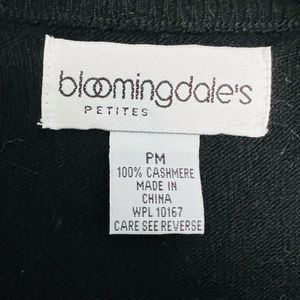 bloomingdale's
PETITES
PM
100% CASHMERE
MADE IN
CHINA
WPL 10167
CARE SEE REVERSE